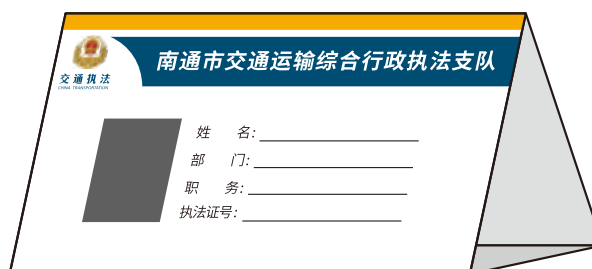 南通市交通运输综合行政执法支队
交通执法
CHINA TRANSPORTATION
姓 名:
部 门:
职 务:
执法证号: